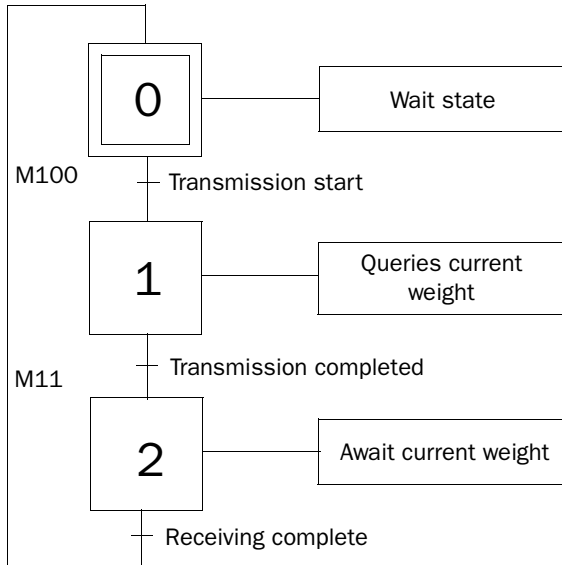 0
Wait state
M100
Transmission start
1
Queries current
weight
Transmission completed
M11
2
Await current weight
Receiving complete